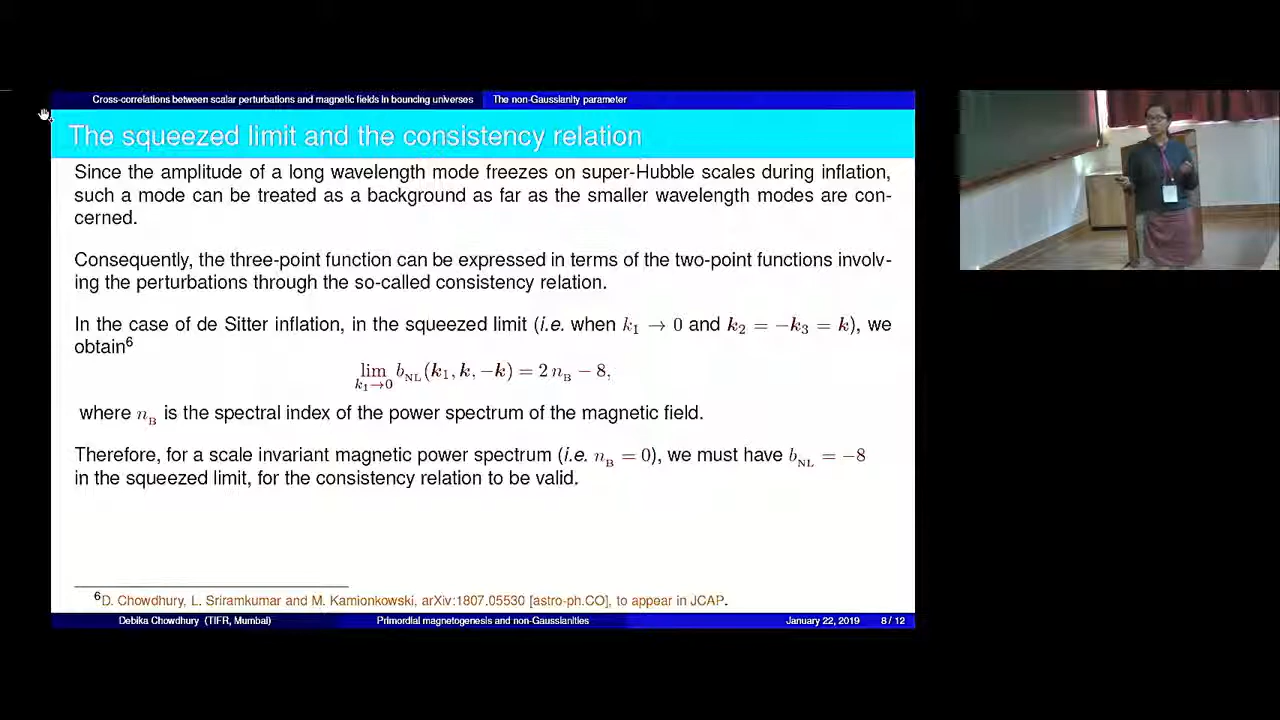 Cross-correlations between scalar perturbations and magnetic fields in bouncing universes The non-Gaussianity parameter
The squeezed limit and the consistency relation
Since the amplitude of a long wavelength mode freezes on super-Hubble scales during inflation,
such a mode can be treated as a background as far as the smaller wavelength modes are con-
cerned.
Consequently, the three-point function can be expressed in terms of the two-point functions involv-
ing the perturbations through the so-called consistency relation.
In the case of de Sitter inflation, in the squeezed limit (i.e. when k₁ → 0 and k₂ = −k₃ = k), we
obtain⁶
lim k₁→0 b_NL(k₁, k, −k) = 2 n_B − 8,
where n_B is the spectral index of the power spectrum of the magnetic field.
Therefore, for a scale invariant magnetic power spectrum (i.e. n_B = 0), we must have b_NL = −8
in the squeezed limit, for the consistency relation to be valid.
⁶D. Chowdhury, L. Sriramkumar and M. Kamionkowski, arXiv:1807.05530 [astro-ph.CO], to appear in JCAP.
Debika Chowdhury (TIFR, Mumbai) Primordial magnetogenesis and non-Gaussianities January 22, 2019 8 / 12